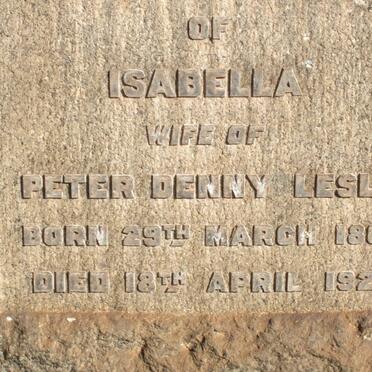 OF
ISABELLA
WIFE OF
PETER DENNY LESL
BORN 29TH MARCH 18
DIED 18TH APRIL 192